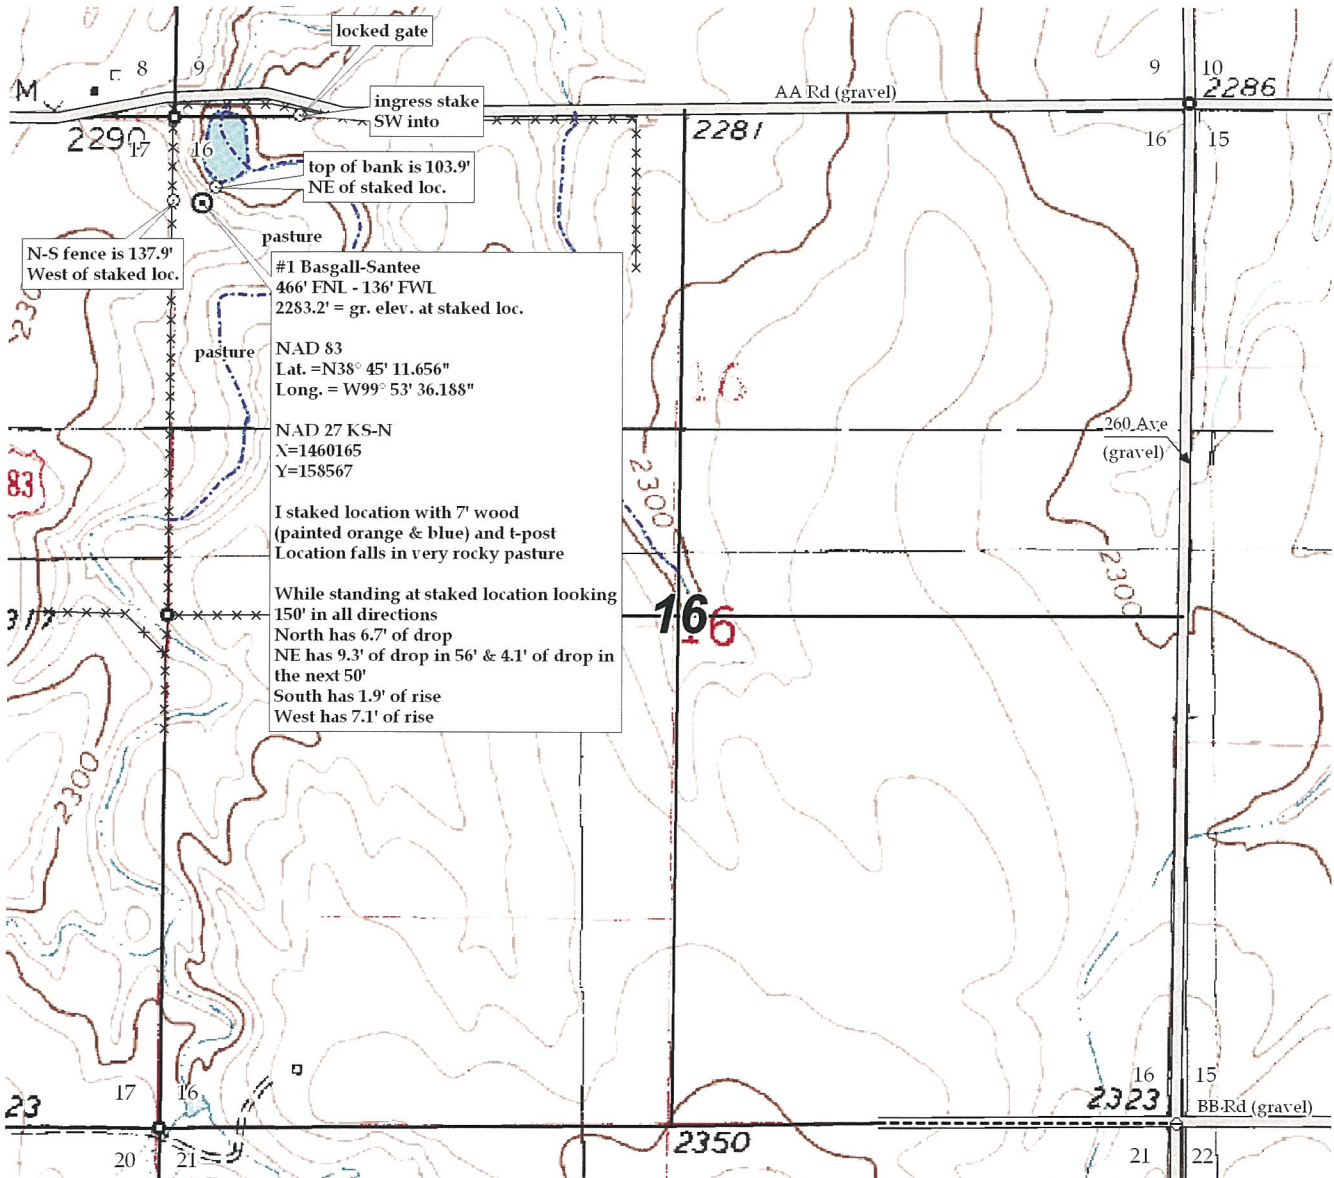 locked gate
8 9
9 10
M
2286
ingress stake
SW into
AA Rd (gravel)
2290
17 16
2281
16 15
top of bank is 103.9'
NE of staked loc.
N-S fence is 137.9'
West of staked loc.
pasture
#1 Basgall-Santee
466' FNL - 136' FWL
2283.2' = gr. elev. at staked loc.
NAD 83
Lat. =N38° 45' 11.656"
Long. = W99° 53' 36.188"
NAD 27 KS-N
X=1460165
Y=158567
I staked location with 7' wood
(painted orange & blue) and t-post
Location falls in very rocky pasture
While standing at staked location looking
150' in all directions
North has 6.7' of drop
NE has 9.3' of drop in 56' & 4.1' of drop in
the next 50'
South has 1.9' of rise
West has 7.1' of rise
pasture
16
260 Ave
(gravel)
83
2300
2300
16
16
2300
17 16
16 15
23
2323
BB Rd (gravel)
2350
20 21
21 22